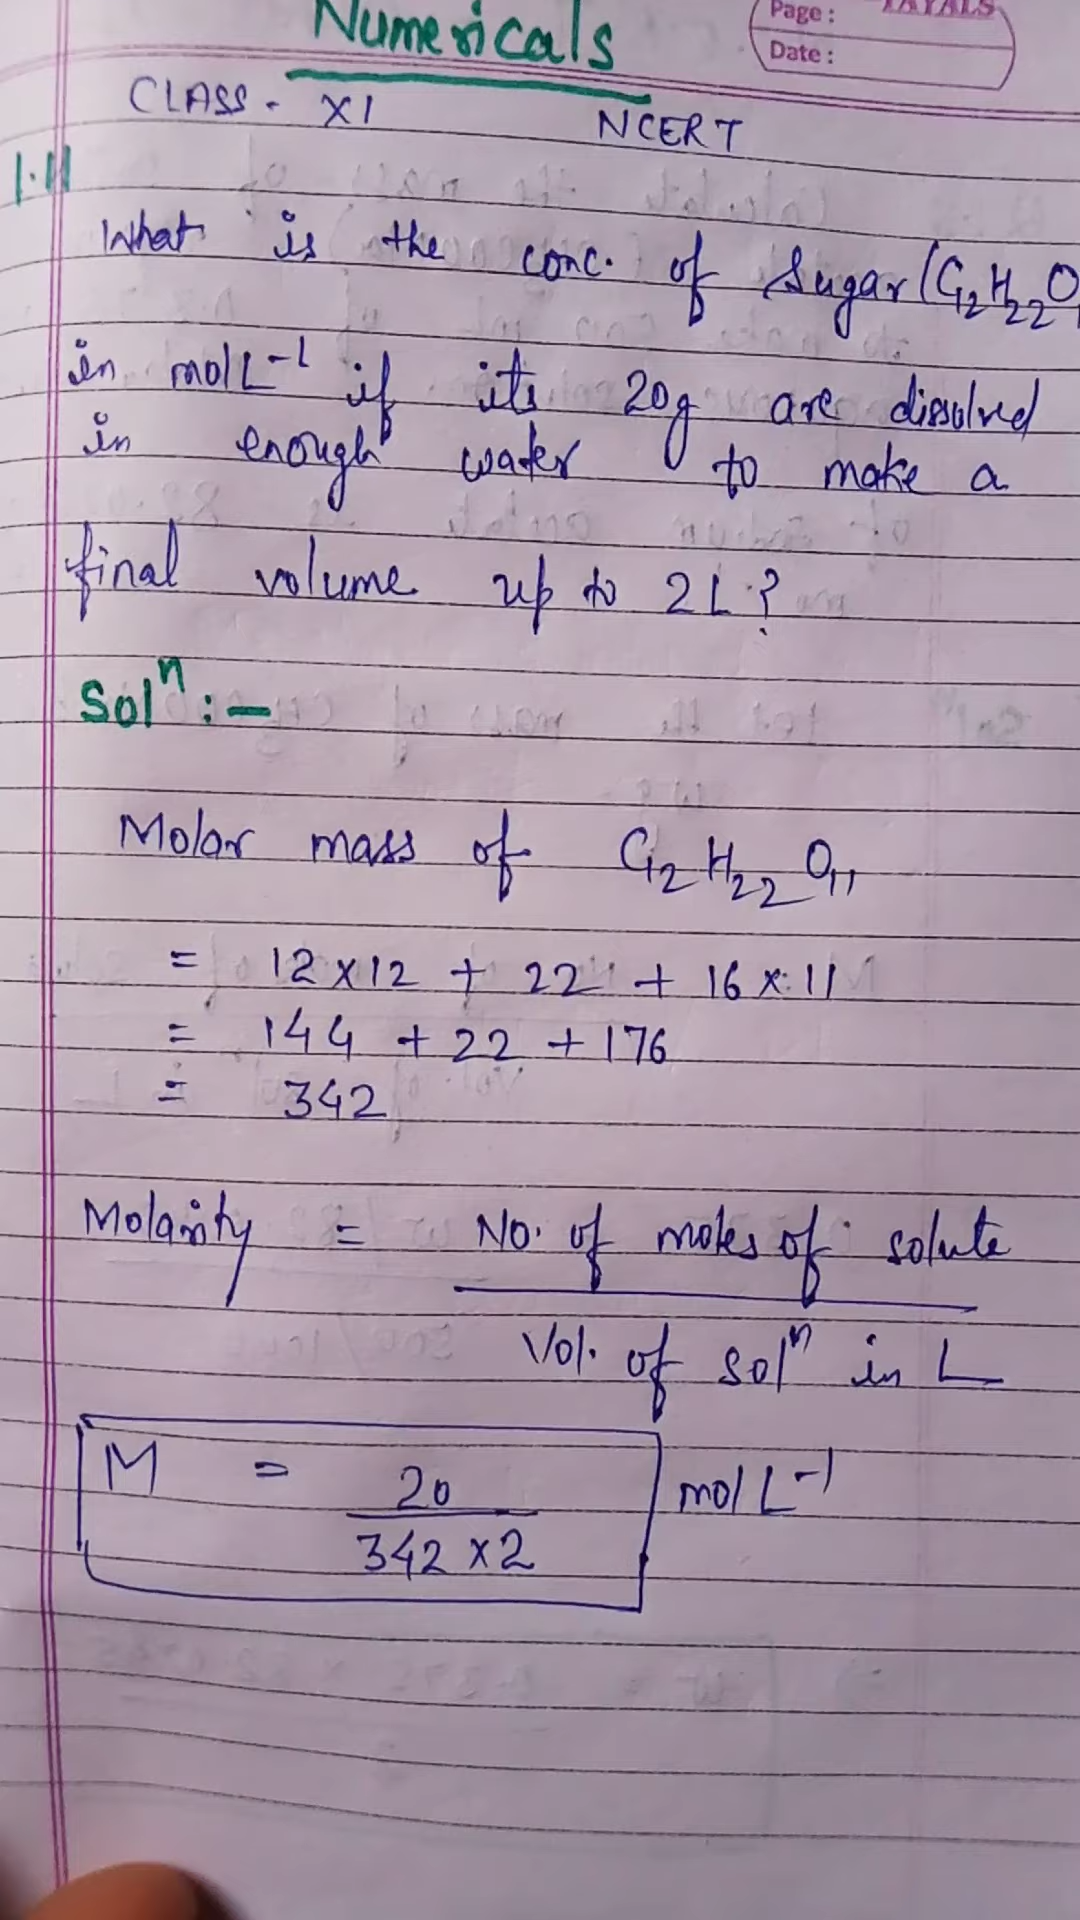 Numericals
Page: TAYALS
Date:
CLASS - XI NCERT
1.11
What is the conc. of Sugar (C12H22O
in mol L-1 if its 20g are dissolved
in enough water to make a
final volume up to 2L?
Solⁿ :-
Molar mass of C12H22O11
= 12 x 12 + 22 + 16 x 11
= 144 + 22 + 176
= 342
Molarity = No. of moles of solute
Vol. of solⁿ in L
M = 20 mol L-1
342 x 2